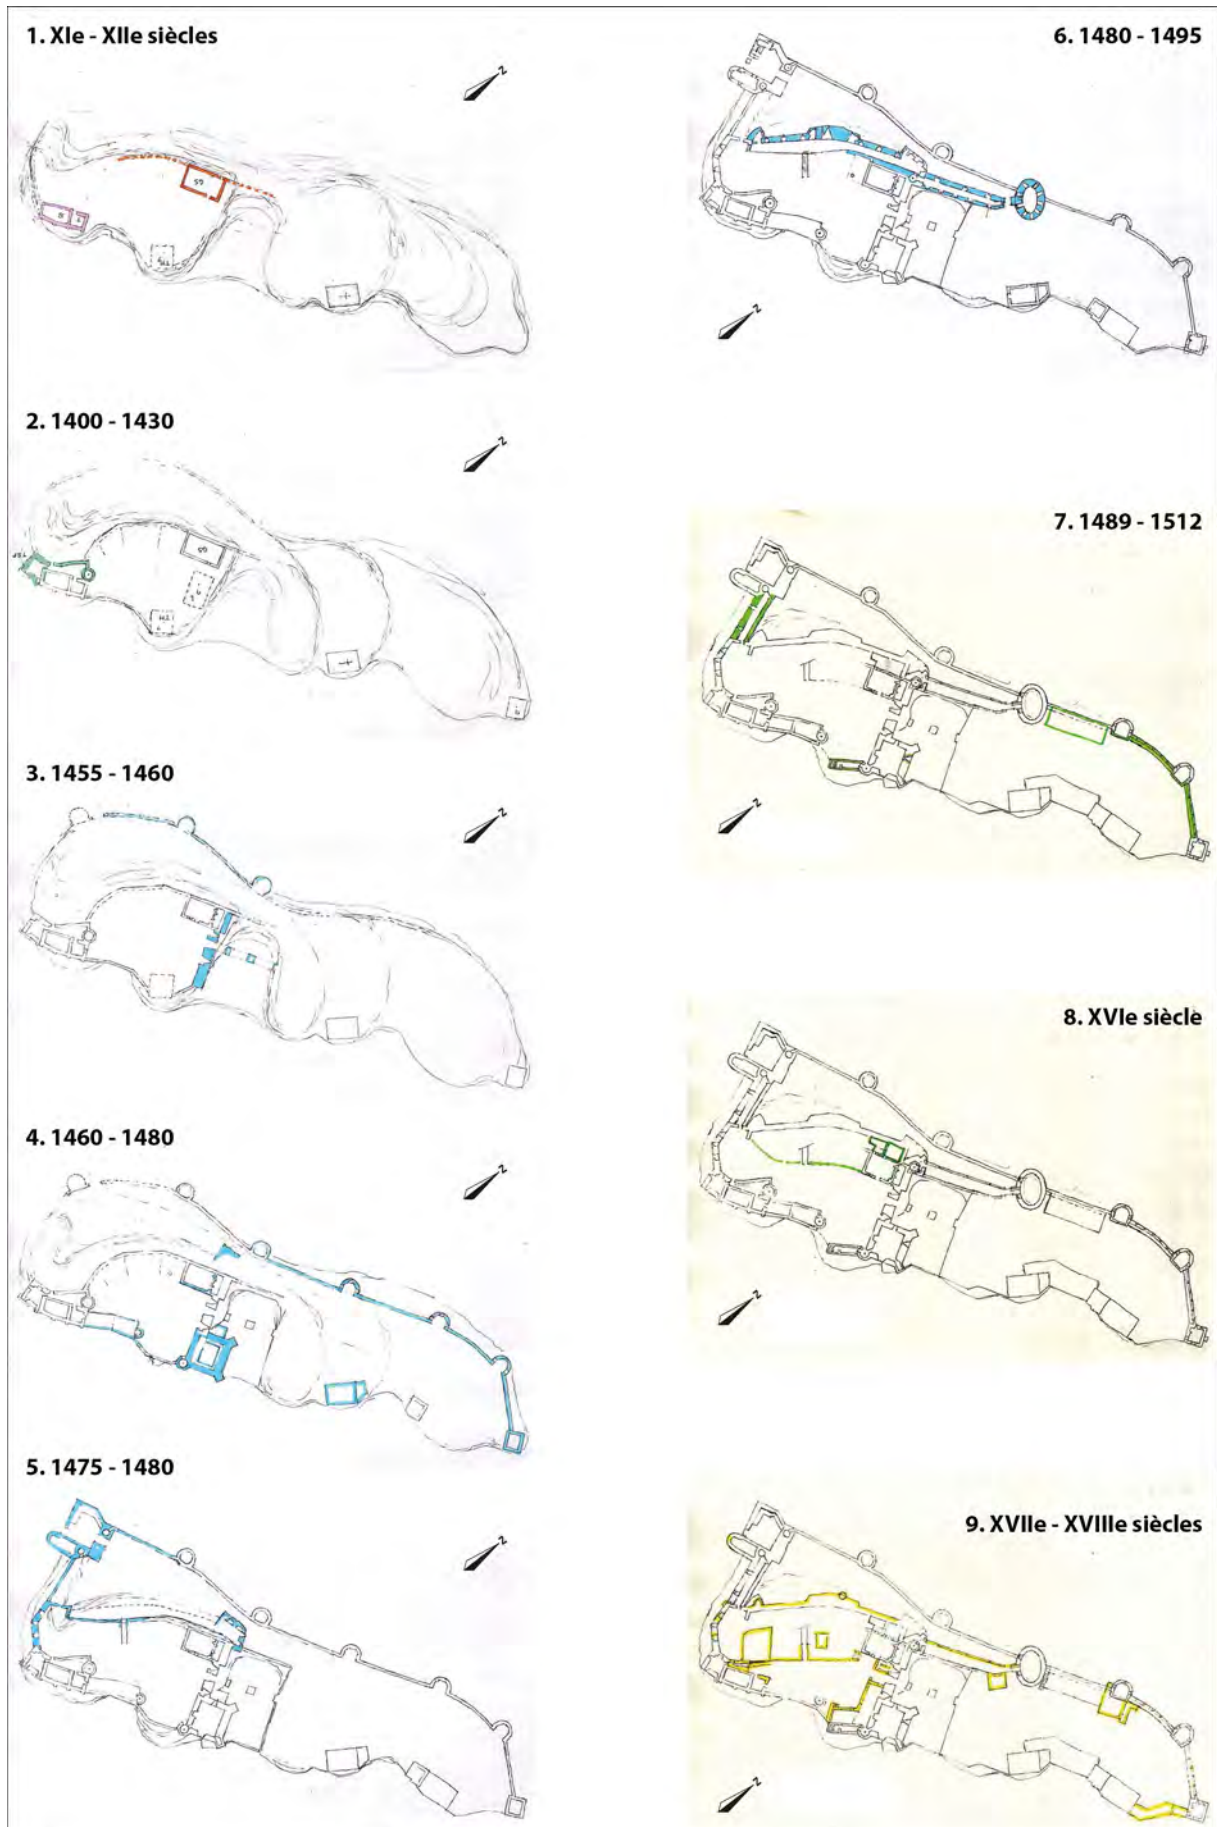 1. XIe - XIIe siècles
2. 1400 - 1430
3. 1455 - 1460
4. 1460 - 1480
5. 1475 - 1480
6. 1480 - 1495
7. 1489 - 1512
8. XVIe siècle
9. XVIIe - XVIIIe siècles